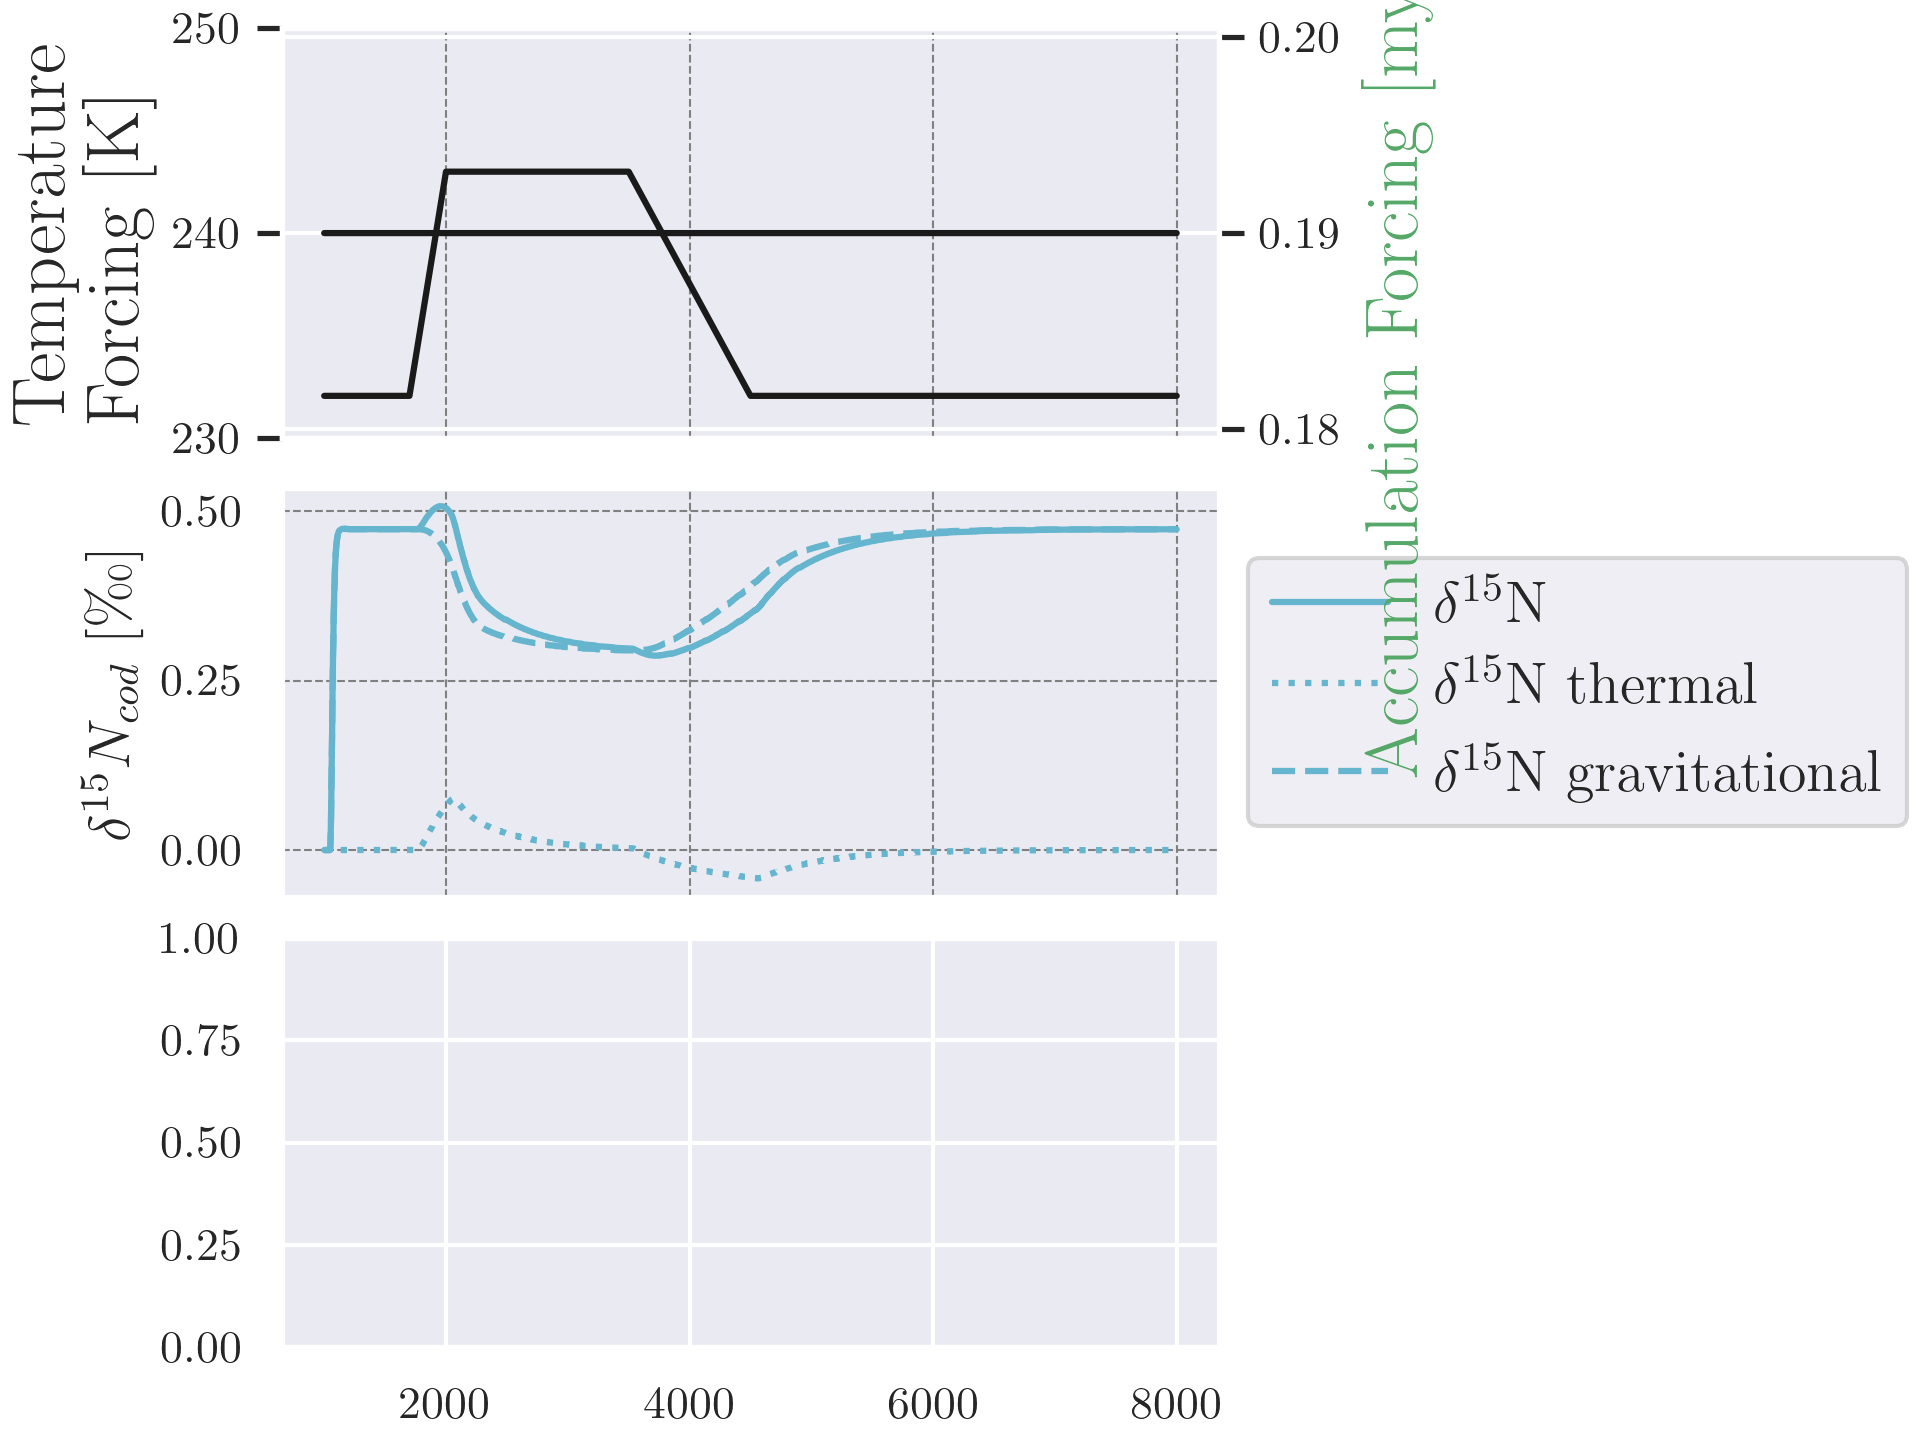 Temperature
Forcing [K]
250
240
230
0.20
0.19
0.18
Accumulation Forcing [my
δ¹⁵N_cod [‰]
0.50
0.25
0.00
δ¹⁵N
δ¹⁵N thermal
δ¹⁵N gravitational
1.00
0.75
0.50
0.25
0.00
2000 4000 6000 8000